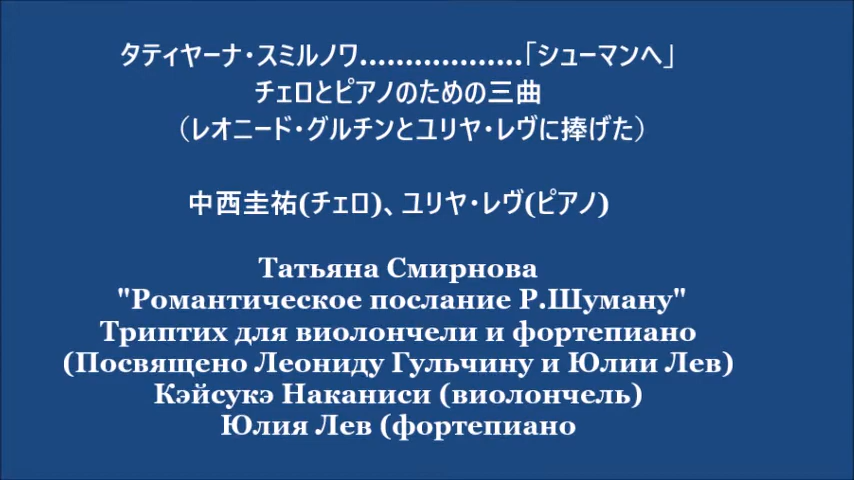 タティヤーナ・スミルノワ..................「シューマンへ」
チェロとピアノのための三曲
（レオニード・グルチンとユリヤ・レヴに捧げた）
中西圭祐(チェロ)、ユリヤ・レヴ(ピアノ)
Татьяна Смирнова
"Романтическое послание Р.Шуману"
Триптих для виолончели и фортепиано
(Посвящено Леониду Гульчину и Юлии Лев)
Кэйсукэ Наканиси (виолончель)
Юлия Лев (фортепиано